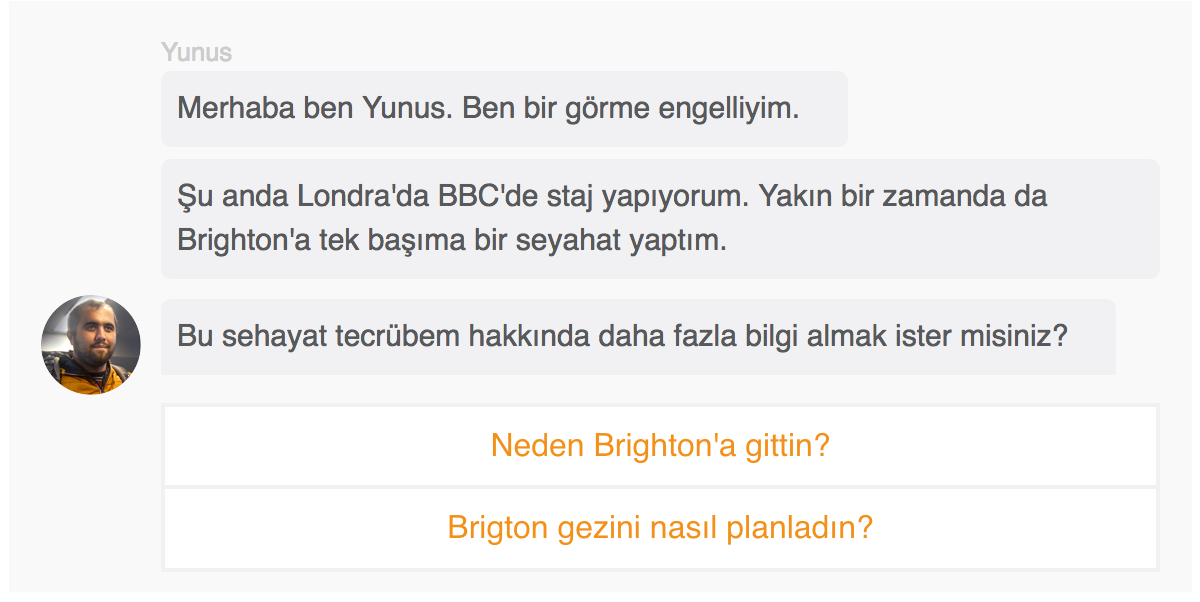 Yunus
Merhaba ben Yunus. Ben bir görme engelliyim.
Şu anda Londra'da BBC'de staj yapıyorum. Yakın bir zamanda da
Brighton'a tek başıma bir seyahat yaptım.
Bu sehayat tecrübem hakkında daha fazla bilgi almak ister misiniz?
Neden Brighton'a gittin?
Brigton gezini nasıl planladın?